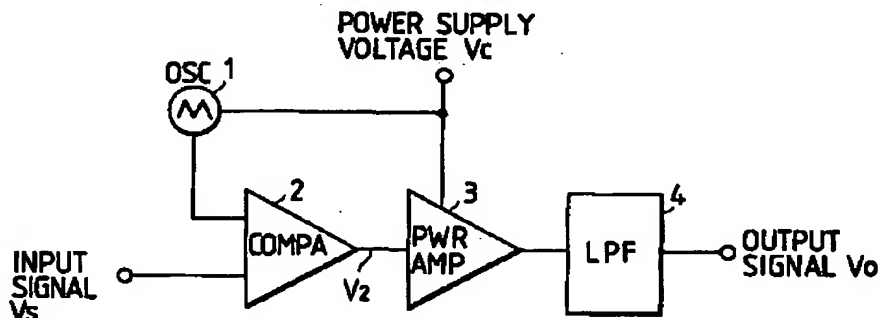 POWER SUPPLY
VOLTAGE Vc
OSC 1
2
3
4
COMPA
PWR
AMP
LPF
V2
INPUT
SIGNAL
Vs
OUTPUT
SIGNAL Vo